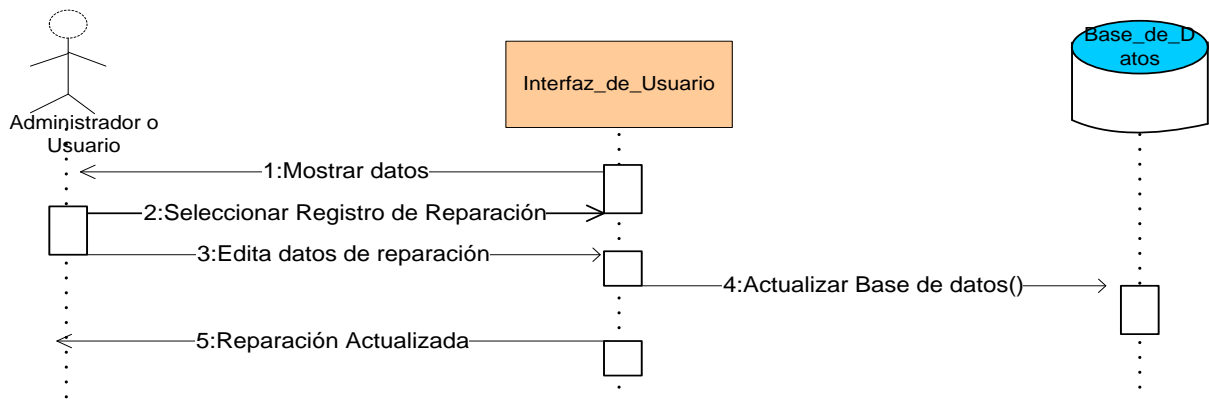 Administrador o
Usuario
Interfaz_de_Usuario
Base_de_D
atos
1:Mostrar datos
2:Seleccionar Registro de Reparación
3:Edita datos de reparación
4:Actualizar Base de datos()
5:Reparación Actualizada